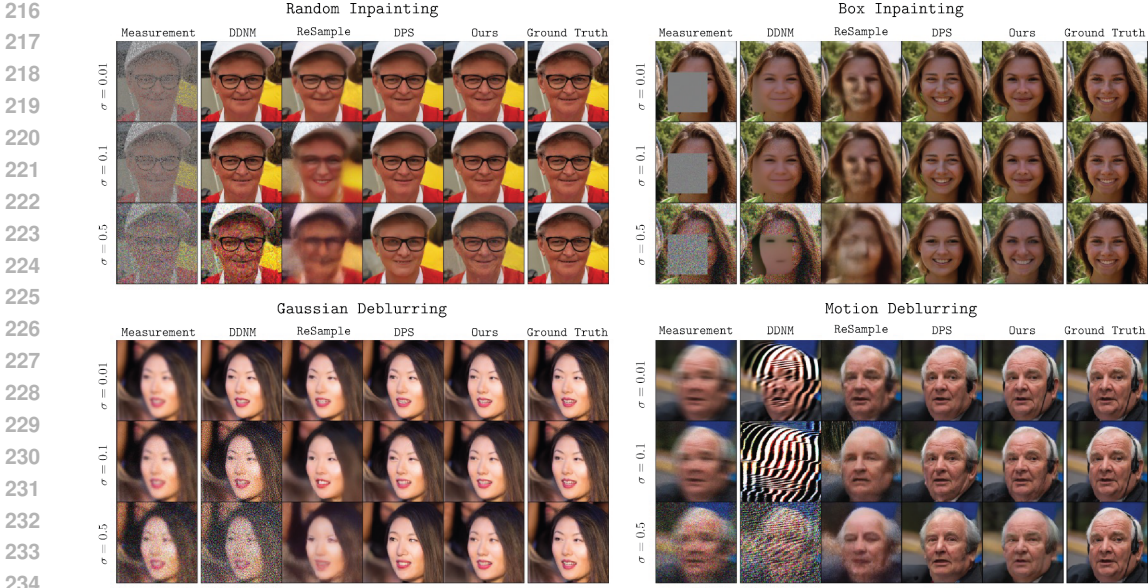 216
217
218
219
220
221
222
223
224
225
226
227
228
229
230
231
232
233
234
Random Inpainting
Measurement DDNM ReSample DPS Ours Ground Truth
σ = 0.01
σ = 0.1
σ = 0.5
Box Inpainting
Measurement DDNM ReSample DPS Ours Ground Truth
σ = 0.01
σ = 0.1
σ = 0.5
Gaussian Deblurring
Measurement DDNM ReSample DPS Ours Ground Truth
σ = 0.01
σ = 0.1
σ = 0.5
Motion Deblurring
Measurement DDNM ReSample DPS Ours Ground Truth
σ = 0.01
σ = 0.1
σ = 0.5